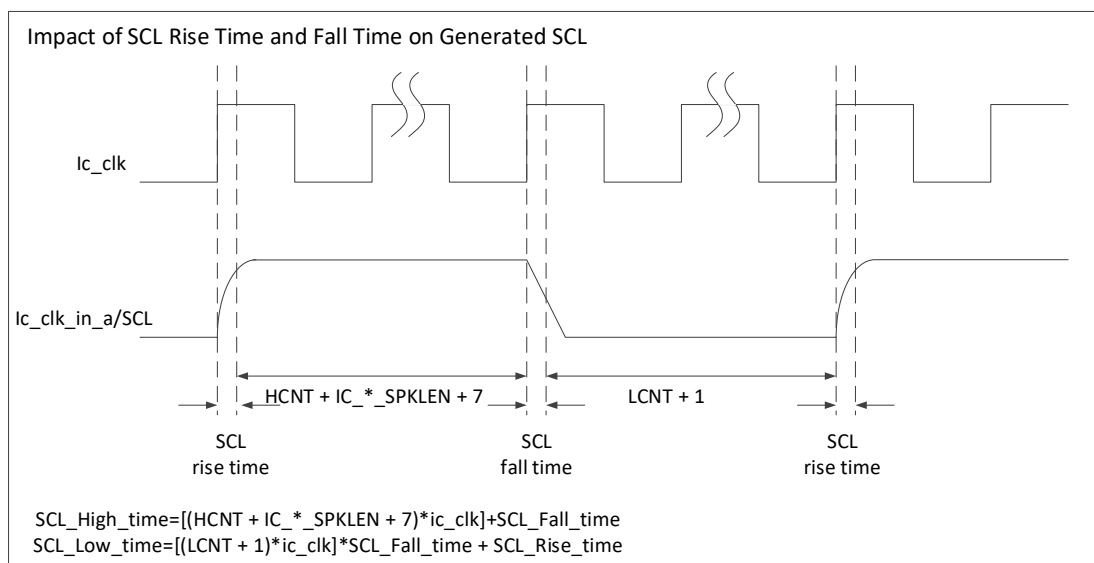 Impact of SCL Rise Time and Fall Time on Generated SCL
Ic_clk
Ic_clk_in_a/SCL
HCNT + IC_*_SPKLEN + 7
LCNT + 1
SCL
rise time
SCL
fall time
SCL
rise time
SCL_High_time=[(HCNT + IC_*_SPKLEN + 7)*ic_clk]+SCL_Fall_time
SCL_Low_time=[(LCNT + 1)*ic_clk]*SCL_Fall_time + SCL_Rise_time